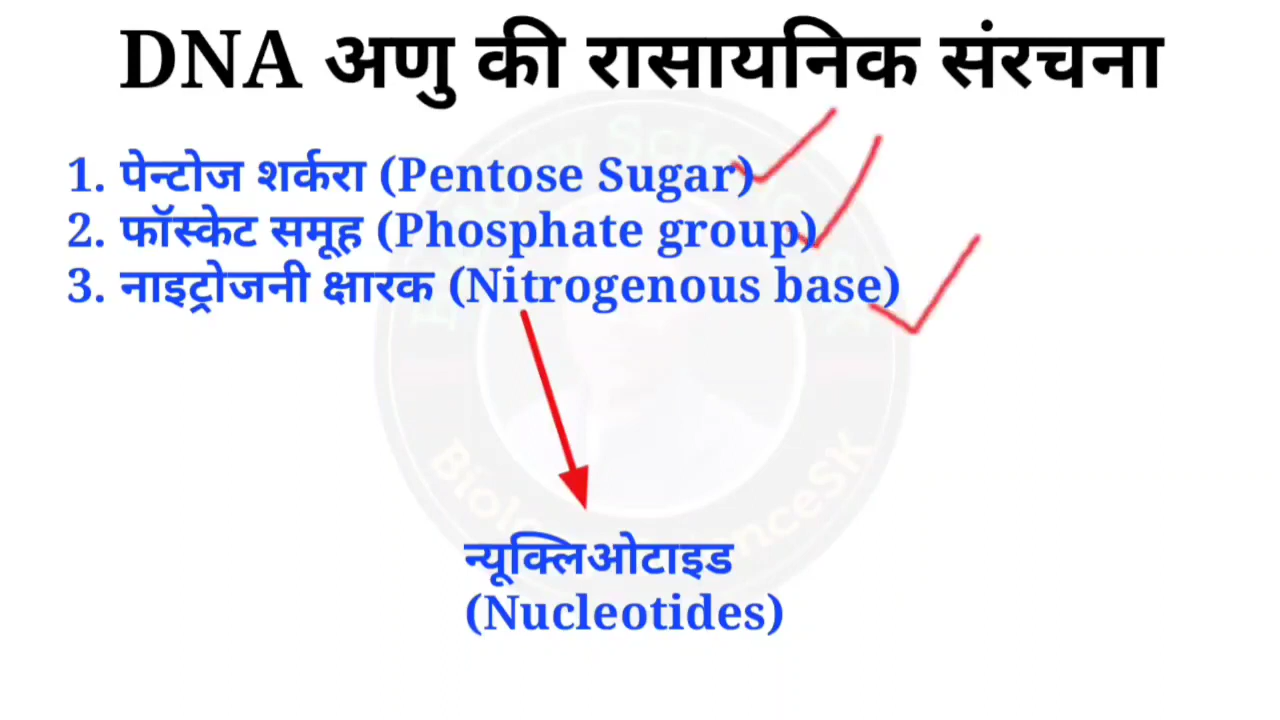 DNA अणु की रासायनिक संरचना
1. पेन्टोज शर्करा (Pentose Sugar)
2. फॉस्केट समूह (Phosphate group)
3. नाइट्रोजनी क्षारक (Nitrogenous base)
न्यूक्लिओटाइड
(Nucleotides)